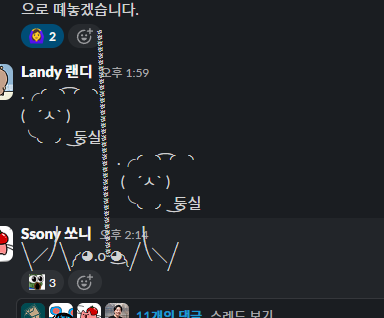 으로 떼놓겠습니다.
2
Landy 랜디 오후 1:59
. ╭ ⌒ ⌒ ╮
( ´ㅅ` )
╰ ╯ ‿ 둥실
. ╭ ⌒ ⌒ ╮
( ´ㅅ` )
╰ ╯ ‿ 둥실
Ssony 쏘니 오후 2:14
\╱\╭◕.o◕╮/\╱
3
11개의 댓글 스레드 보기